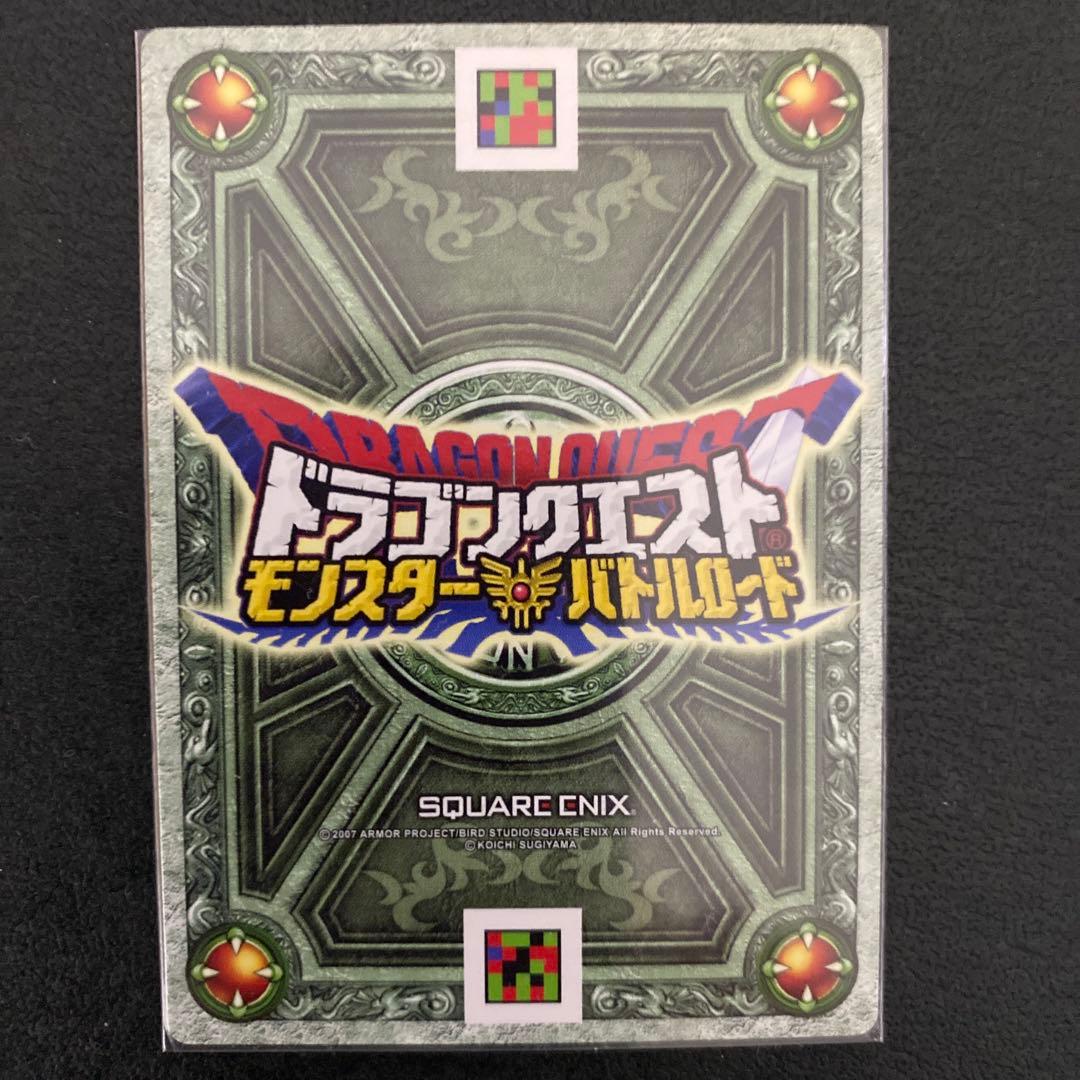 DRAGON QUEST
ドラゴンクエスト®
モンスター バトルロード
IN
SQUARE ENIX®
© 2007 ARMOR PROJECT/BIRD STUDIO/SQUARE ENIX All Rights Reserved.
© KOICHI SUGIYAMA